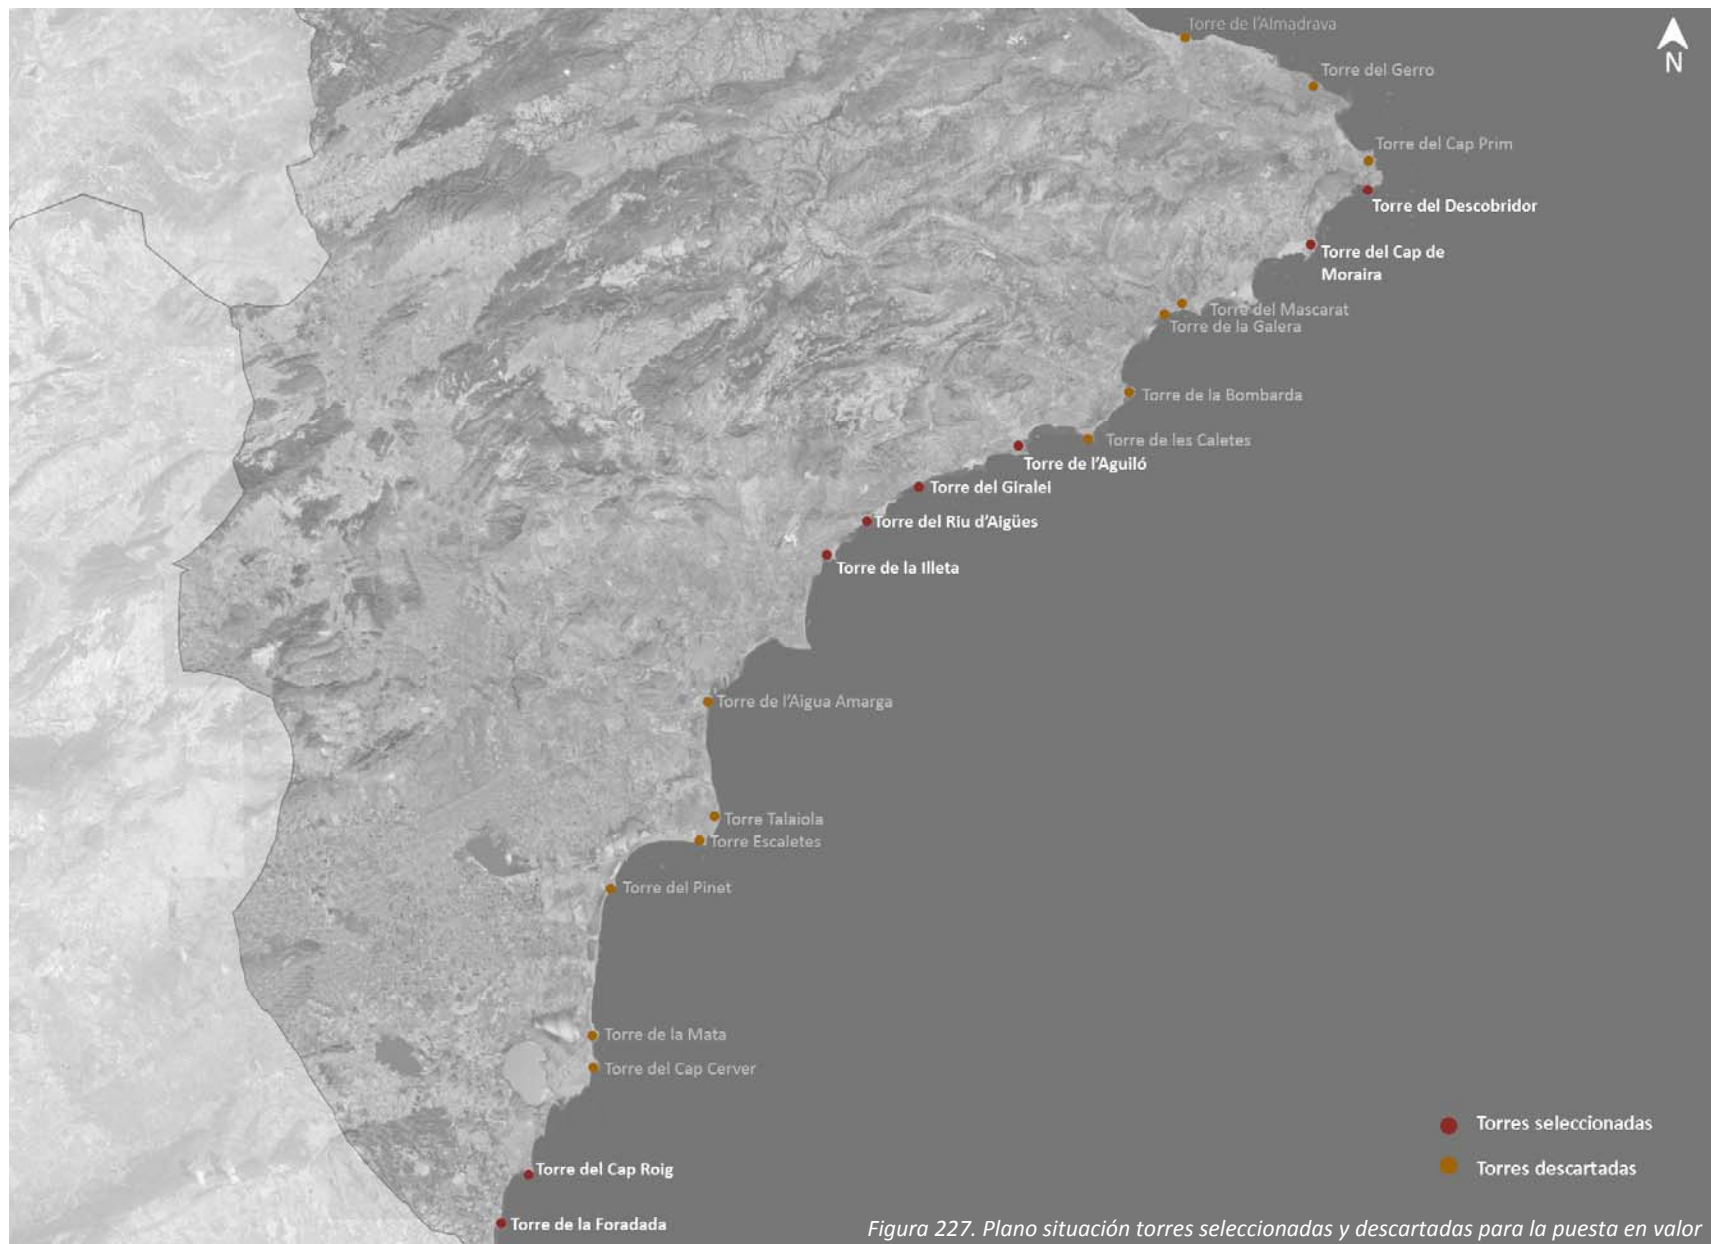 Torre de l'Almadrava
N
Torre del Gerro
Torre del Cap Prim
Torre del Descobridor
Torre del Cap de
Moraira
Torre del Mascarat
Torre de la Galera
Torre de la Bombarda
Torre de les Caletes
Torre de l'Aguiló
Torre del Giralei
Torre del Riu d'Aigües
Torre de la Illeta
Torre de l'Aigua Amarga
Torre Talaiola
Torre Escaletes
Torre del Pinet
Torre de la Mata
Torre del Cap Cerver
Torres seleccionadas
Torres descartadas
Torre del Cap Roig
Torre de la Foradada
Figura 227. Plano situación torres seleccionadas y descartadas para la puesta en valor